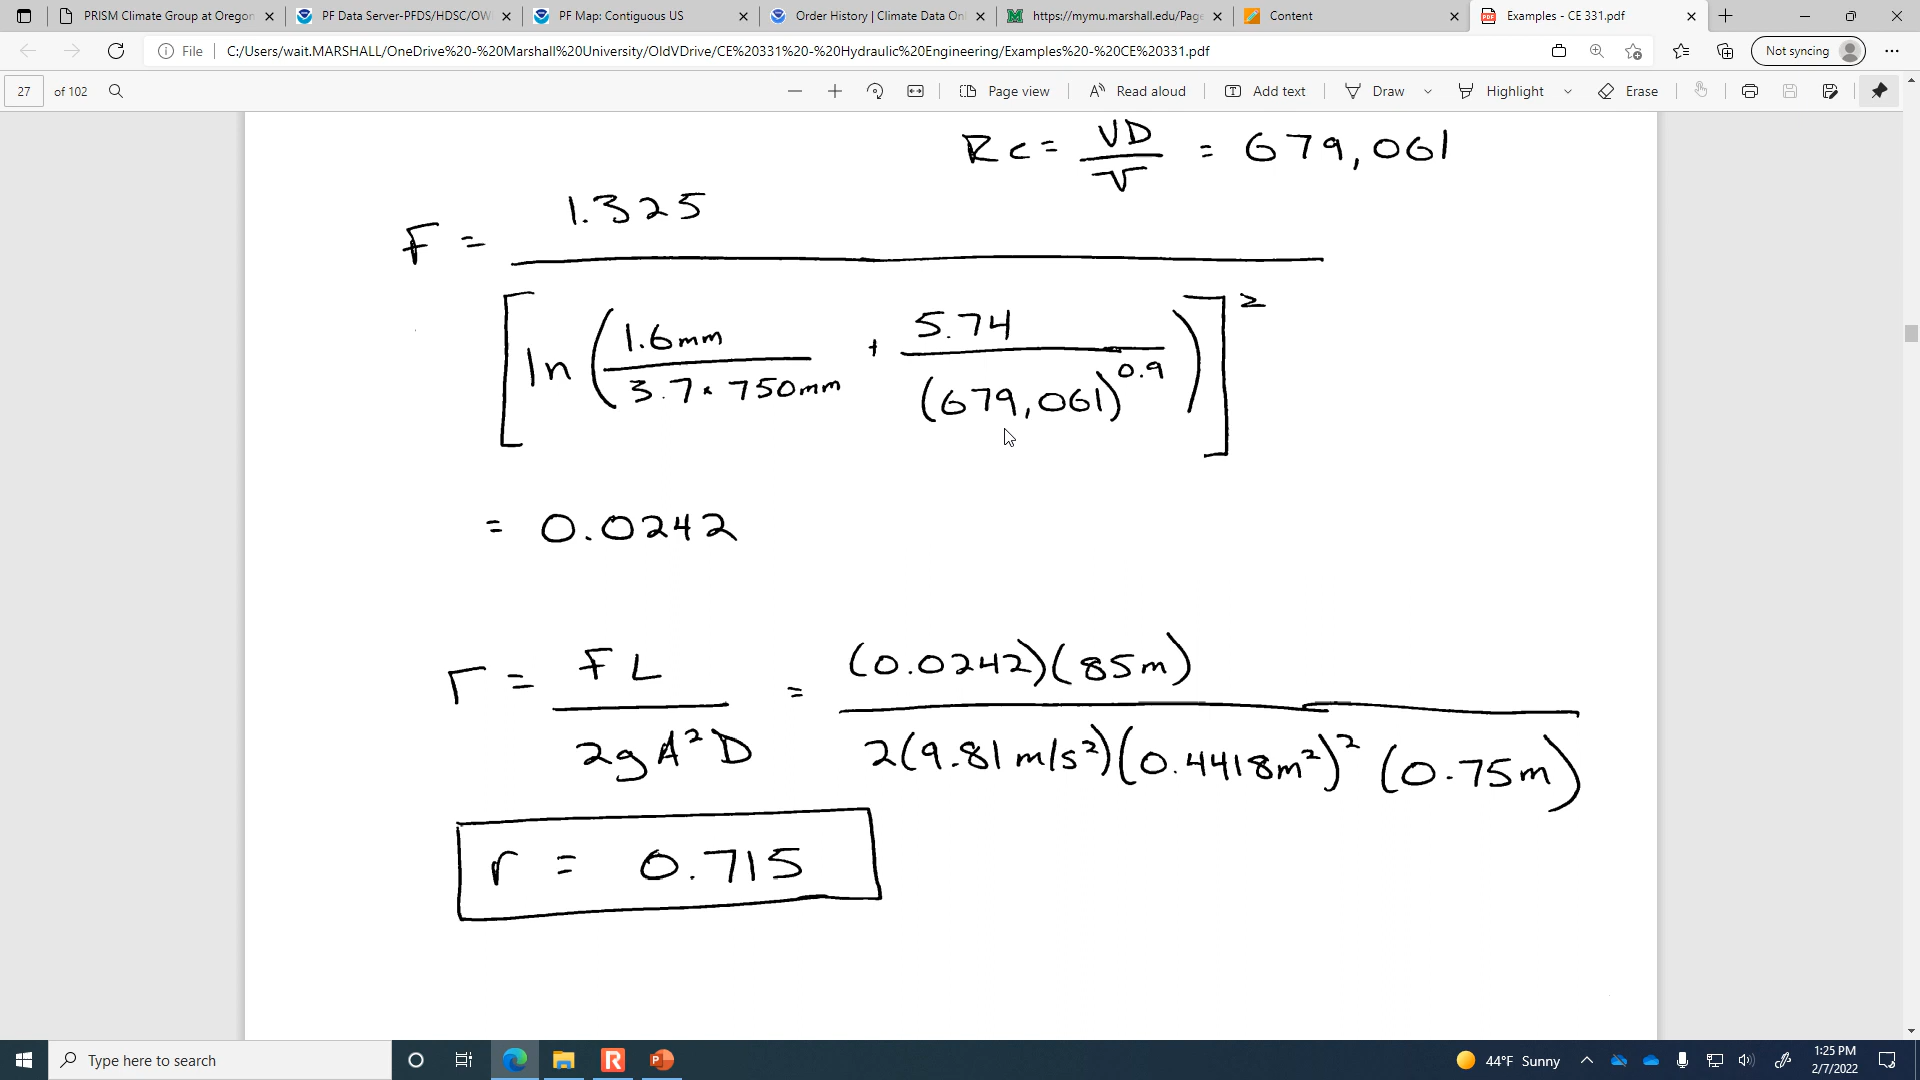 PRISM Climate Group at Oregon
PF Data Server-PFDS/HDSC/OW
PF Map: Contiguous US
Order History | Climate Data On
https://mymu.marshall.edu/Page
Content
Examples - CE 331.pdf
File
C:/Users/wait.MARSHALL/OneDrive%20-%20Marshall%20University/OldVDrive/CE%20331%20-%20Hydraulic%20Engineering/Examples%20-%20CE%20331.pdf
Not syncing
27 of 102
Page view
Read aloud
Add text
Draw
Highlight
Erase
Re = VD/ν = 679,061
F = 1.325
[ln(1.6mm/3.7 * 750mm + 5.74/(679,061)^0.9)]^2
= 0.0242
r = FL/2gA²D = (0.0242)(85m)/2(9.81 m/s²)(0.4418m²)² (0.75m)
r = 0.715
Type here to search
44°F Sunny
1:25 PM
2/7/2022